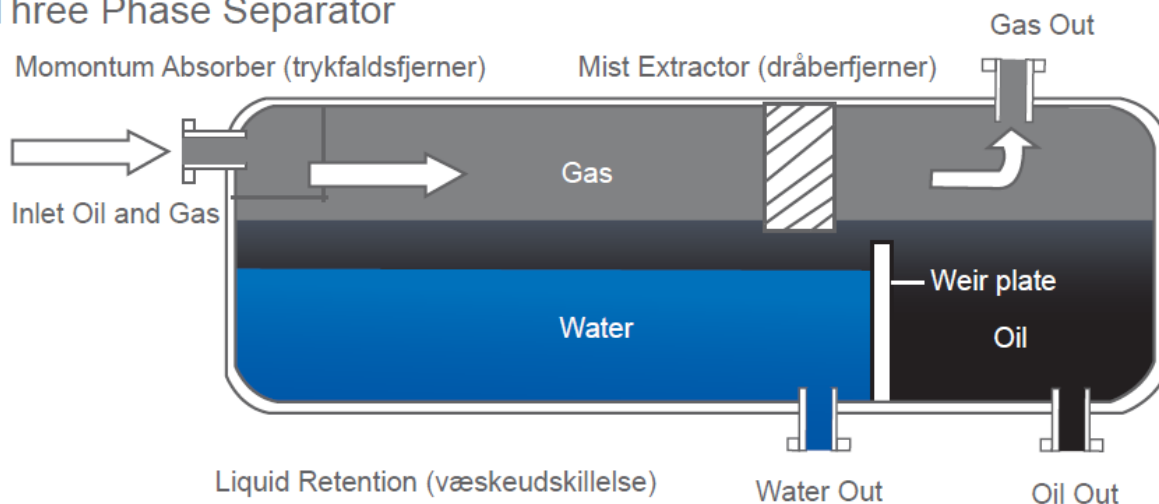 Three Phase Separator
Gas Out
Momontum Absorber (trykfaldsfjerner)
Mist Extractor (dråberfjerner)
Gas
Inlet Oil and Gas
Weir plate
Water
Oil
Liquid Retention (væskeudskillelse)
Water Out
Oil Out